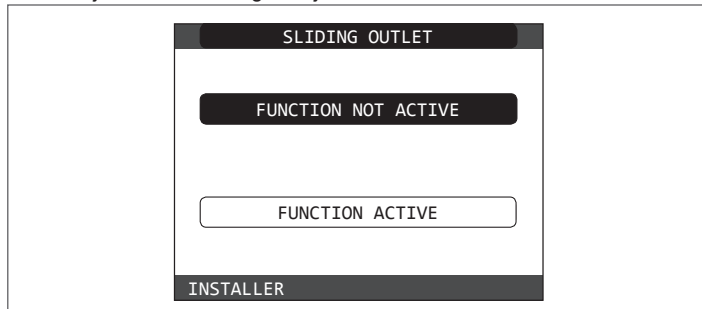 SLIDING OUTLET
FUNCTION NOT ACTIVE
FUNCTION ACTIVE
INSTALLER